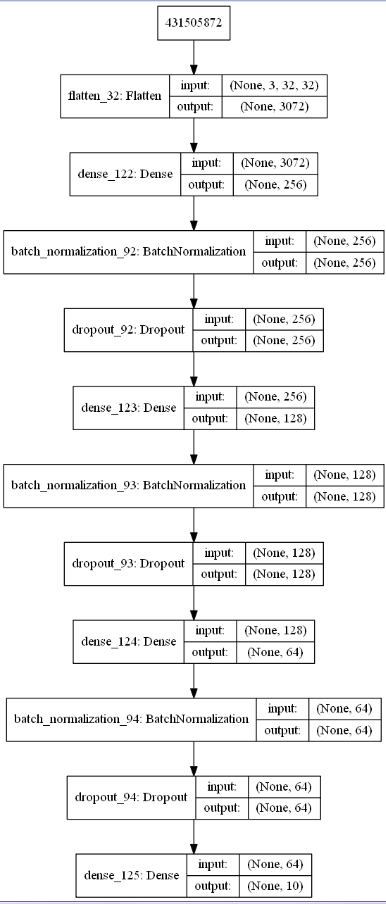 431505872
flatten_32: Flatten
input: (None, 3, 32, 32)
output: (None, 3072)
dense_122: Dense
input: (None, 3072)
output: (None, 256)
batch_normalization_92: BatchNormalization
input: (None, 256)
output: (None, 256)
dropout_92: Dropout
input: (None, 256)
output: (None, 256)
dense_123: Dense
input: (None, 256)
output: (None, 128)
batch_normalization_93: BatchNormalization
input: (None, 128)
output: (None, 128)
dropout_93: Dropout
input: (None, 128)
output: (None, 128)
dense_124: Dense
input: (None, 128)
output: (None, 64)
batch_normalization_94: BatchNormalization
input: (None, 64)
output: (None, 64)
dropout_94: Dropout
input: (None, 64)
output: (None, 64)
dense_125: Dense
input: (None, 64)
output: (None, 10)